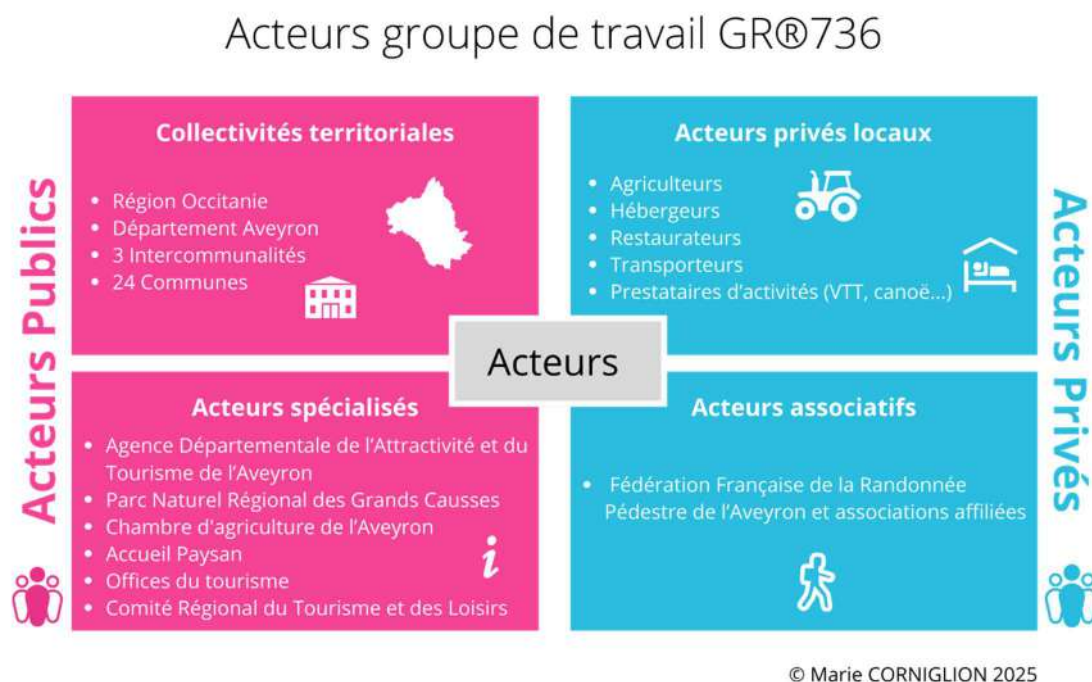 Acteurs groupe de travail GR®736
Acteurs Publics
Collectivités territoriales
• Région Occitanie
• Département Aveyron
• 3 Intercommunalités
• 24 Communes
Acteurs privés locaux
• Agriculteurs
• Hébergeurs
• Restaurateurs
• Transporteurs
• Prestataires d'activités (VTT, canoë...)
Acteurs Privés
Acteurs
Acteurs spécialisés
• Agence Départementale de l'Attractivité et du
Tourisme de l'Aveyron
• Parc Naturel Régional des Grands Causses
• Chambre d'agriculture de l'Aveyron
• Accueil Paysan
• Offices du tourisme
• Comité Régional du Tourisme et des Loisirs
i
Acteurs associatifs
• Fédération Française de la Randonnée
Pédestre de l'Aveyron et associations affiliées
© Marie CORNIGLION 2025